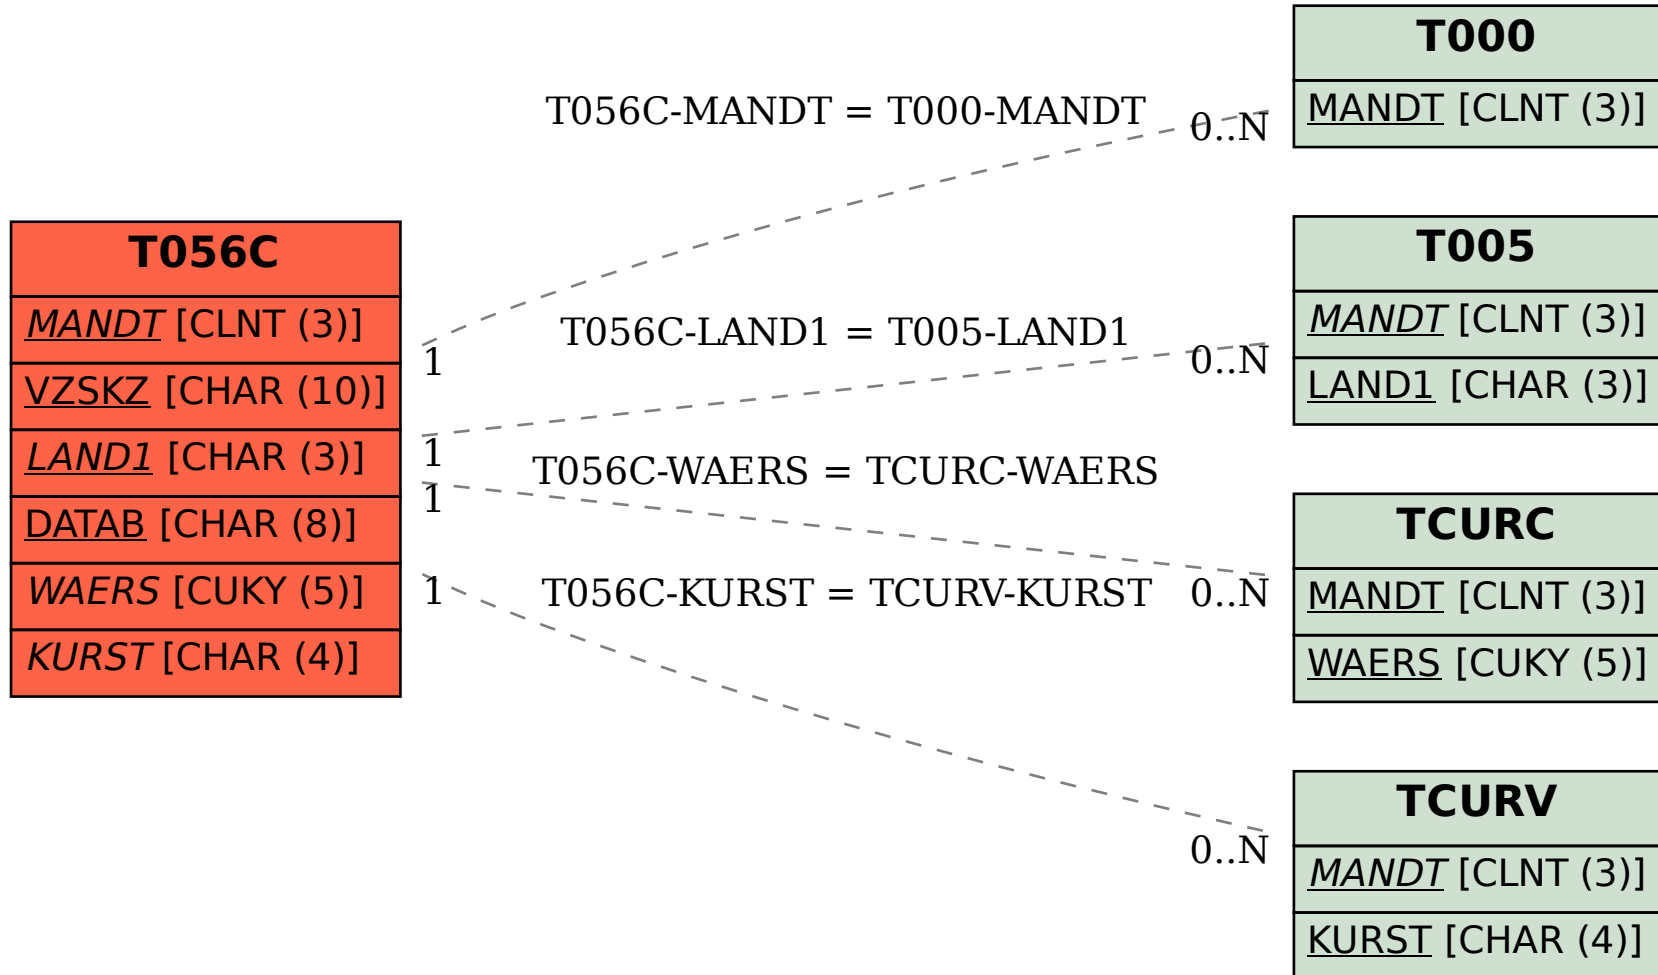 T056C
MANDT [CLNT (3)]
VZSKZ [CHAR (10)]
LAND1 [CHAR (3)]
DATAB [CHAR (8)]
WAERS [CUKY (5)]
KURST [CHAR (4)]
T056C-MANDT = T000-MANDT
1
0..N
T056C-LAND1 = T005-LAND1
1
0..N
T056C-WAERS = TCURC-WAERS
1
0..N
T056C-KURST = TCURV-KURST
1
0..N
T000
MANDT [CLNT (3)]
T005
MANDT [CLNT (3)]
LAND1 [CHAR (3)]
TCURC
MANDT [CLNT (3)]
WAERS [CUKY (5)]
TCURV
MANDT [CLNT (3)]
KURST [CHAR (4)]